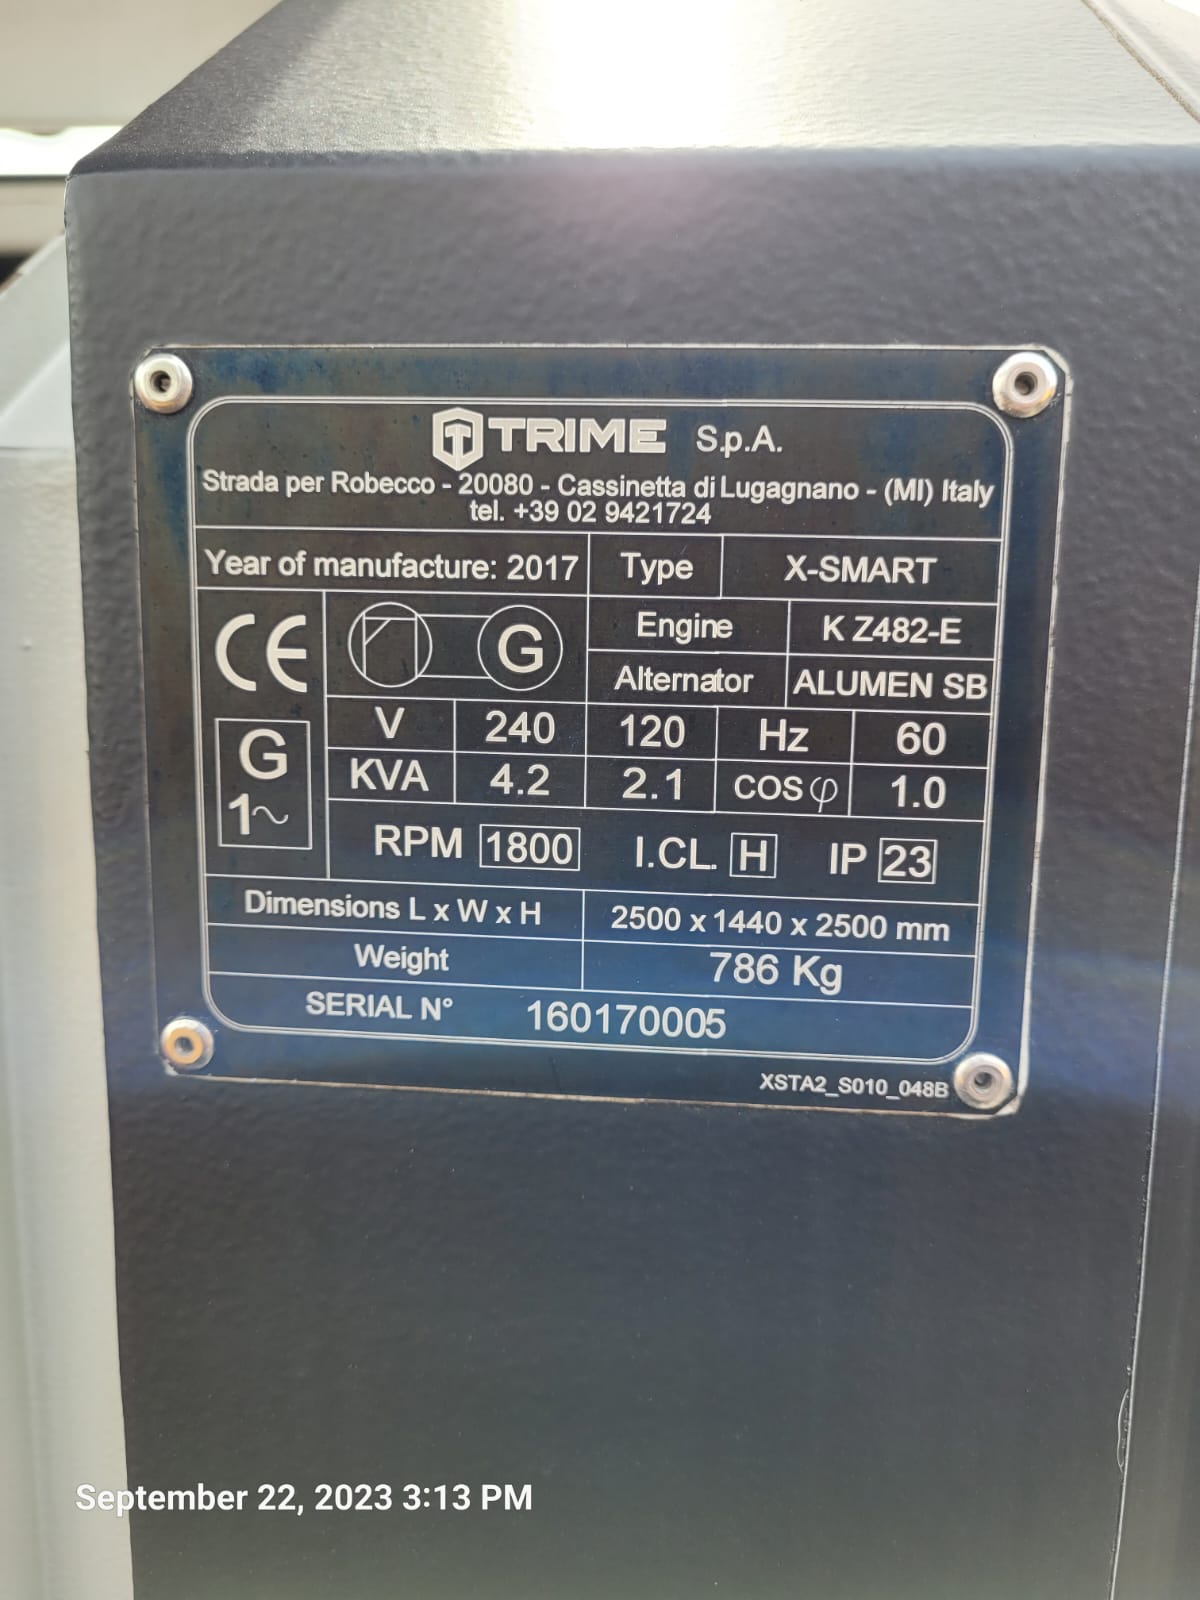 TRIME S.p.A.
Strada per Robecco - 20080 - Cassinetta di Lugagnano - (MI) Italy
tel. +39 02 9421724
Year of manufacture: 2017 Type X-SMART
CE G Engine K Z482-E
Alternator ALUMEN SB
G 1~ V 240 120 Hz 60
KVA 4.2 2.1 COS φ 1.0
RPM 1800 I.CL. H IP 23
Dimensions L x W x H 2500 x 1440 x 2500 mm
Weight 786 Kg
SERIAL N° 160170005
XSTA2_S010_048B
September 22, 2023 3:13 PM